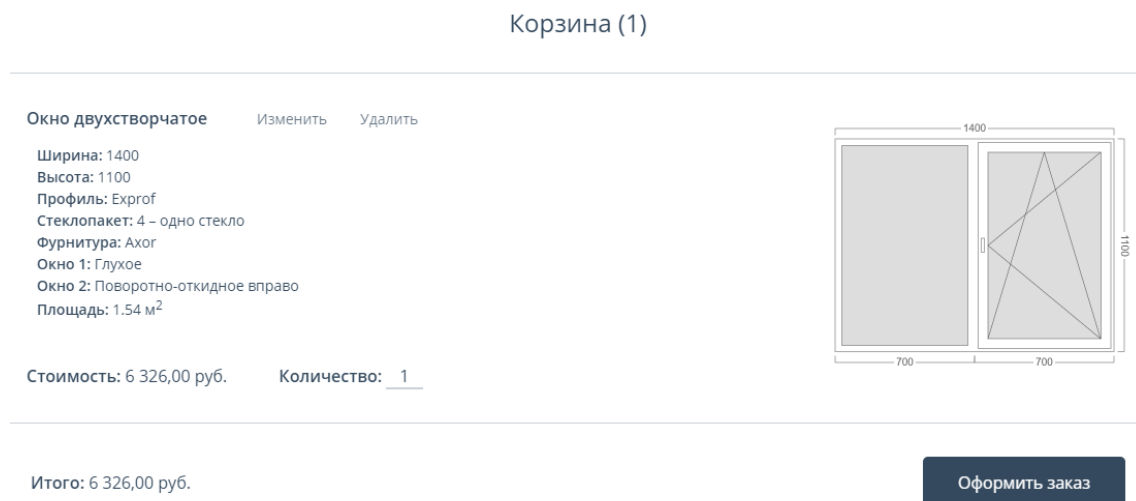 Корзина (1)
Окно двухстворчатое Изменить Удалить
Ширина: 1400
Высота: 1100
Профиль: Exprof
Стеклопакет: 4 – одно стекло
Фурнитура: Axor
Окно 1: Глухое
Окно 2: Поворотно-откидное вправо
Площадь: 1.54 м2
1400
1100
700 700
Стоимость: 6 326,00 руб. Количество: 1
Итого: 6 326,00 руб. Оформить заказ